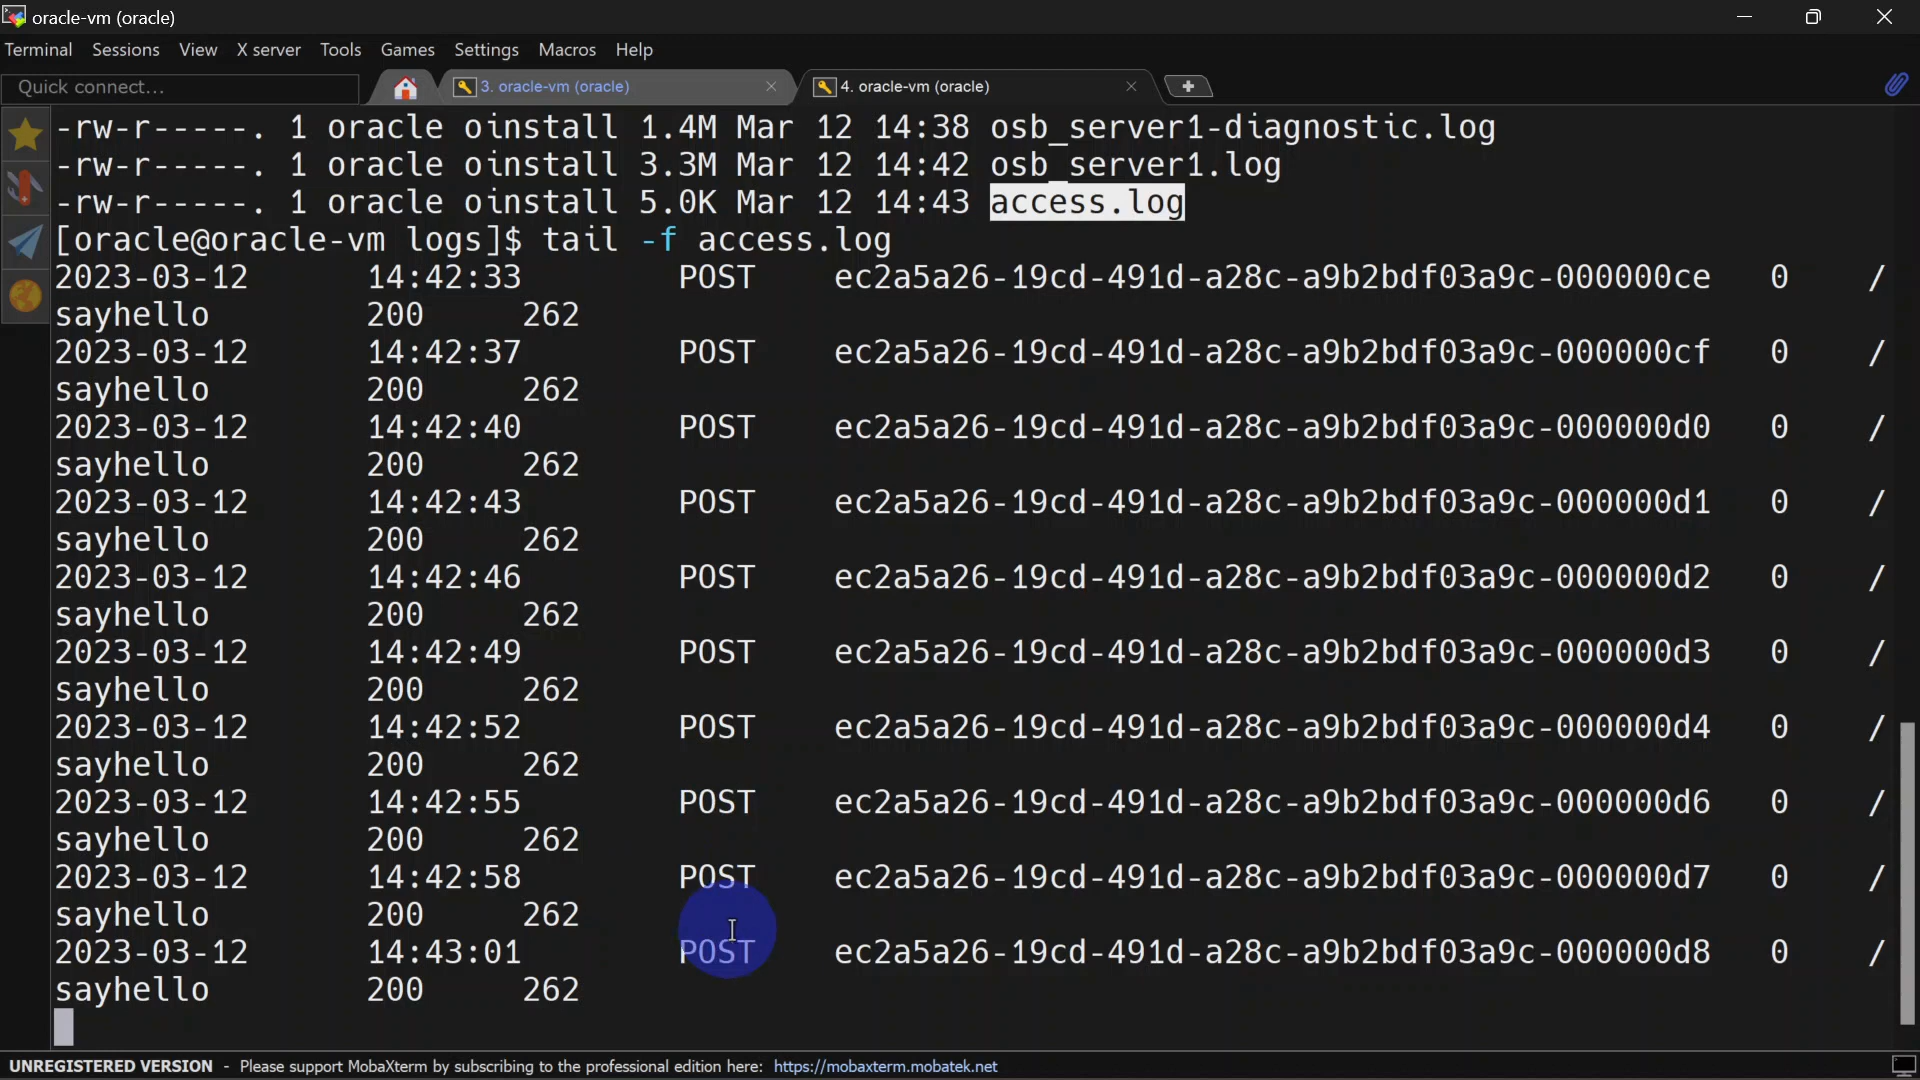 oracle-vm (oracle)
Terminal Sessions View X server Tools Games Settings Macros Help
Quick connect... 3. oracle-vm (oracle) 4. oracle-vm (oracle)
-rw-r-----. 1 oracle oinstall 1.4M Mar 12 14:38 osb_server1-diagnostic.log
-rw-r-----. 1 oracle oinstall 3.3M Mar 12 14:42 osb_server1.log
-rw-r-----. 1 oracle oinstall 5.0K Mar 12 14:43 access.log
[oracle@oracle-vm logs]$ tail -f access.log
2023-03-12 14:42:33 POST ec2a5a26-19cd-491d-a28c-a9b2bdf03a9c-000000ce 0 /
sayhello 200 262
2023-03-12 14:42:37 POST ec2a5a26-19cd-491d-a28c-a9b2bdf03a9c-000000cf 0 /
sayhello 200 262
2023-03-12 14:42:40 POST ec2a5a26-19cd-491d-a28c-a9b2bdf03a9c-000000d0 0 /
sayhello 200 262
2023-03-12 14:42:43 POST ec2a5a26-19cd-491d-a28c-a9b2bdf03a9c-000000d1 0 /
sayhello 200 262
2023-03-12 14:42:46 POST ec2a5a26-19cd-491d-a28c-a9b2bdf03a9c-000000d2 0 /
sayhello 200 262
2023-03-12 14:42:49 POST ec2a5a26-19cd-491d-a28c-a9b2bdf03a9c-000000d3 0 /
sayhello 200 262
2023-03-12 14:42:52 POST ec2a5a26-19cd-491d-a28c-a9b2bdf03a9c-000000d4 0 /
sayhello 200 262
2023-03-12 14:42:55 POST ec2a5a26-19cd-491d-a28c-a9b2bdf03a9c-000000d6 0 /
sayhello 200 262
2023-03-12 14:42:58 POST ec2a5a26-19cd-491d-a28c-a9b2bdf03a9c-000000d7 0 /
sayhello 200 262
2023-03-12 14:43:01 POST ec2a5a26-19cd-491d-a28c-a9b2bdf03a9c-000000d8 0 /
sayhello 200 262
UNREGISTERED VERSION - Please support MobaXterm by subscribing to the professional edition here: https://mobaxterm.mobatek.net